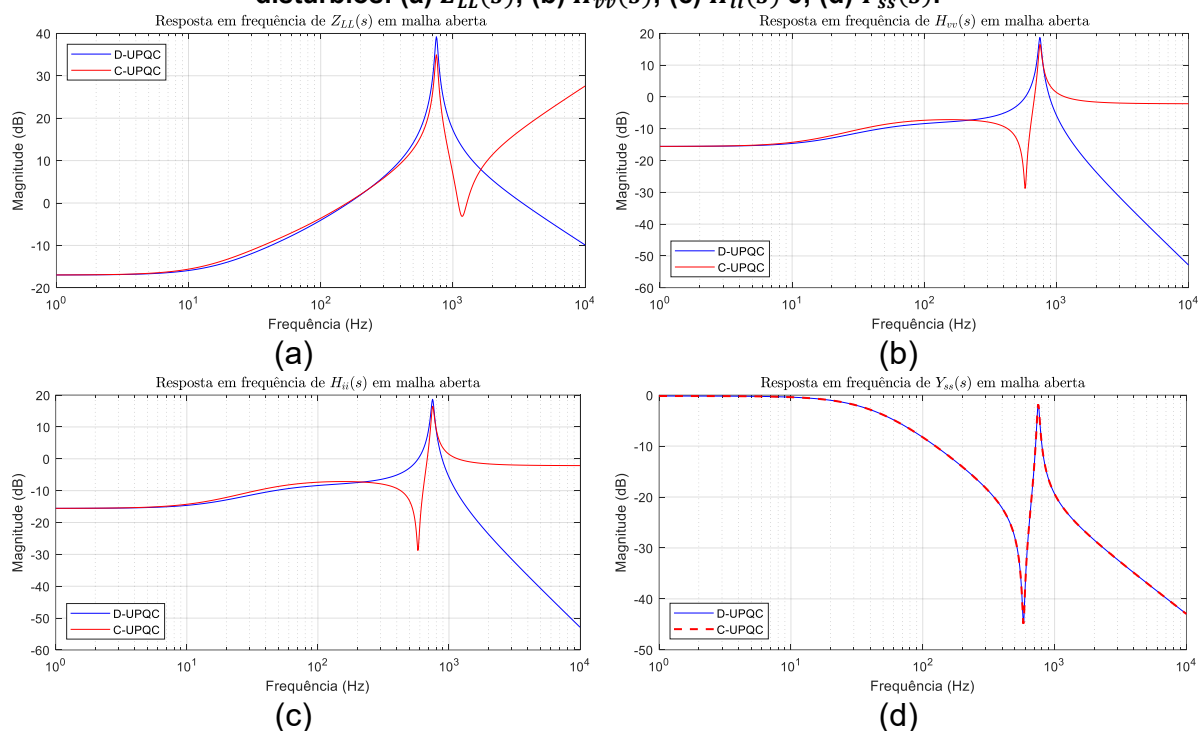 distúrbios: (a) Z_LL(s), (b) H_vv(s), (c) H_ii(s) e, (d) Y_ss(s).
Resposta em frequência de Z_LL(s) em malha aberta
40
30
20
10
0
-10
-20
Magnitude (dB)
D-UPQC
C-UPQC
10^0 10^1 10^2 10^3 10^4
Frequência (Hz)
(a)
Resposta em frequência de H_vv(s) em malha aberta
20
10
0
-10
-20
-30
-40
-50
-60
Magnitude (dB)
D-UPQC
C-UPQC
10^0 10^1 10^2 10^3 10^4
Frequência (Hz)
(b)
Resposta em frequência de H_ii(s) em malha aberta
20
10
0
-10
-20
-30
-40
-50
-60
Magnitude (dB)
D-UPQC
C-UPQC
10^0 10^1 10^2 10^3 10^4
Frequência (Hz)
(c)
Resposta em frequência de Y_ss(s) em malha aberta
0
-10
-20
-30
-40
-50
Magnitude (dB)
D-UPQC
C-UPQC
10^0 10^1 10^2 10^3 10^4
Frequência (Hz)
(d)